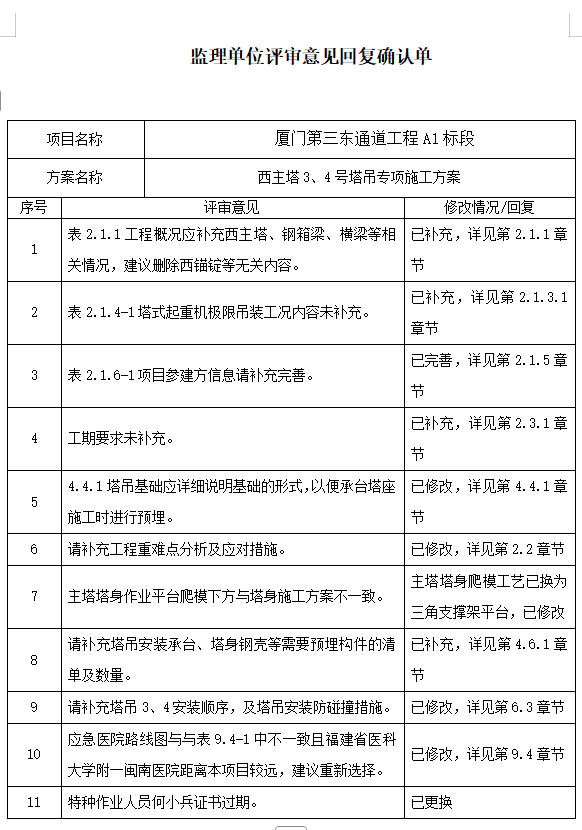 监理单位评审意见回复确认单
项目名称 厦门第三东通道工程 A1 标段
方案名称 西主塔 3、4 号塔吊专项施工方案
序号 评审意见 修改情况/回复
1 表 2.1.1 工程概况应补充西主塔、钢箱梁、横梁等相 已补充，详见第 2.1.1 章
关情况，建议删除西锚锭等无关内容。 节
2 表 2.1.4-1 塔式起重机极限吊装工况内容未补充。 已补充，详见第 2.1.3.1
章节
3 表 2.1.6-1 项目参建方信息请补充完善。 已完善，详见第 2.1.5 章
节
4 工期要求未补充。 已补充，详见第 2.3.1 章
节
5 4.4.1 塔吊基础应详细说明基础的形式，以便承台塔座 已修改，详见第 4.4.1 章
施工时进行预埋。 节
6 请补充工程重难点分析及应对措施。 已修改，详见第 2.2 章节
7 主塔塔身作业平台爬模下方与塔身施工方案不一致。 主塔塔身爬模工艺已换为
三角支撑架平台，已修改
8 请补充塔吊安装承台、塔身钢壳等需要预埋构件的清 已补充，详见第 4.6.1 章
单及数量。 节
9 请补充塔吊 3、4 安装顺序，及塔吊安装防碰撞措施。 已修改，详见第 6.3 章节
10 应急医院路线图与与表 9.4-1 中不一致且福建省医科 已修改，详见第 9.4 章节
大学附一闽南医院距离本项目较远，建议重新选择。
11 特种作业人员何小兵证书过期。 已更换